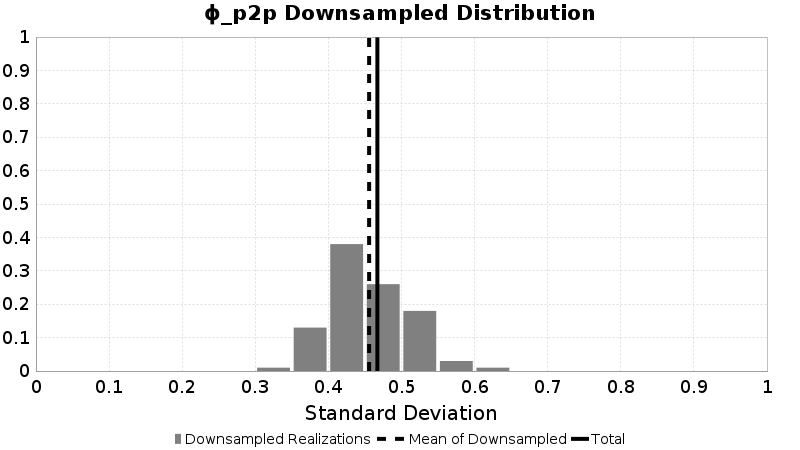 ϕ_p2p Downsampled Distribution
1
0.9
0.8
0.7
0.6
0.5
0.4
0.3
0.2
0.1
0
0 0.1 0.2 0.3 0.4 0.5 0.6 0.7 0.8 0.9 1
Standard Deviation
Downsampled Realizations Mean of Downsampled Total